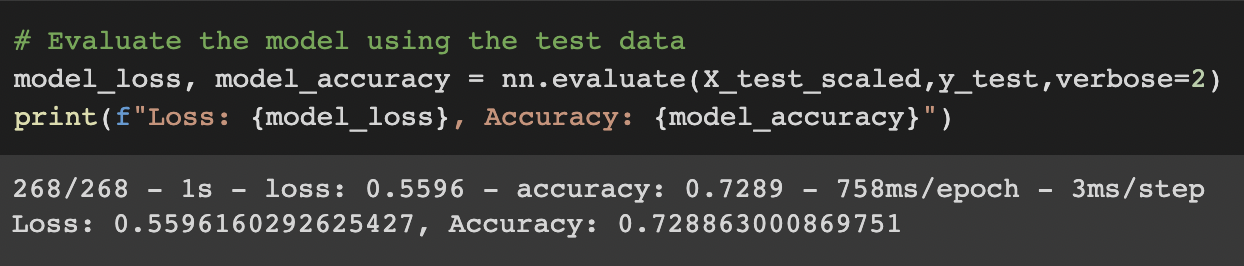 # Evaluate the model using the test data
model_loss, model_accuracy = nn.evaluate(X_test_scaled,y_test,verbose=2)
print(f"Loss: {model_loss}, Accuracy: {model_accuracy}")
268/268 - 1s - loss: 0.5596 - accuracy: 0.7289 - 758ms/epoch - 3ms/step
Loss: 0.5596160292625427, Accuracy: 0.728863000869751